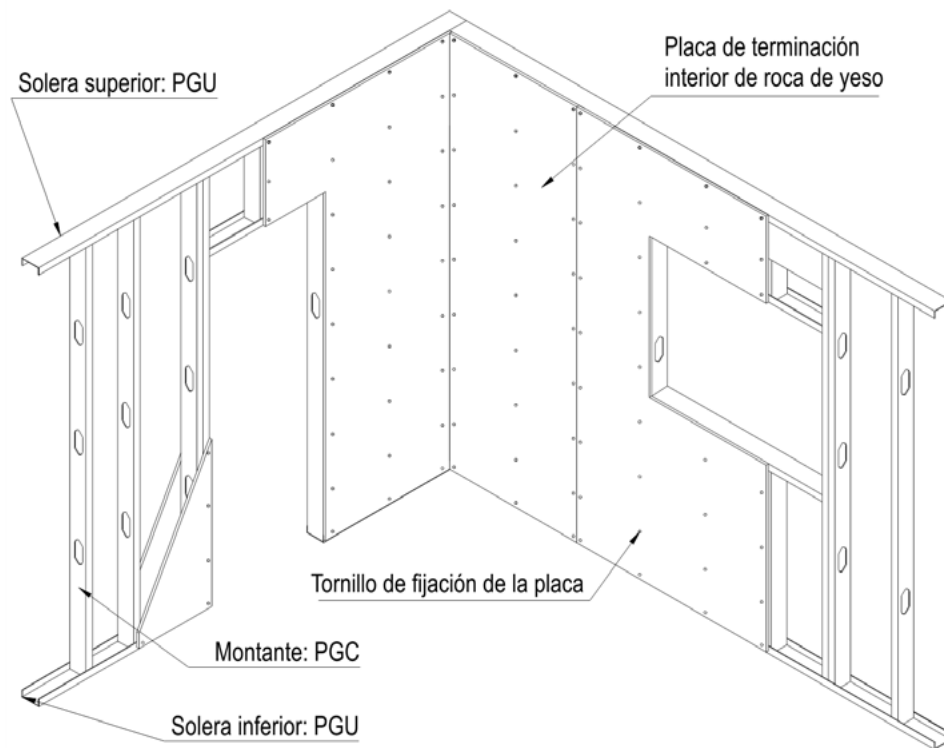 Placa de terminación
interior de roca de yeso
Solera superior: PGU
Tornillo de fijación de la placa
Montante: PGC
Solera inferior: PGU